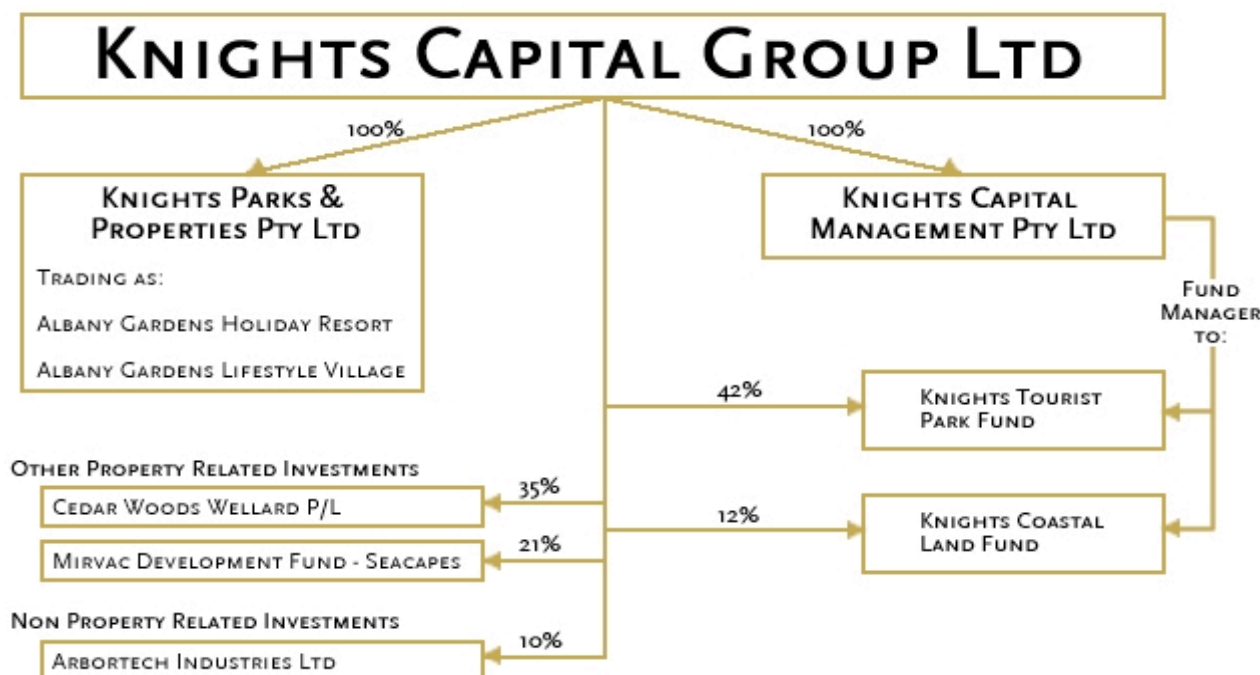 Knights Capital Group Ltd
100%
100%
Knights Parks &
Properties Pty Ltd
Trading as:
Albany Gardens Holiday Resort
Albany Gardens Lifestyle Village
Knights Capital
Management Pty Ltd
Fund
Manager
to:
42%
Knights Tourist
Park Fund
Other Property Related Investments
35%
Cedar Woods Wellard P/L
12%
Knights Coastal
Land Fund
21%
Mirvac Development Fund - Seacapes
Non Property Related Investments
10%
Arbortech Industries Ltd